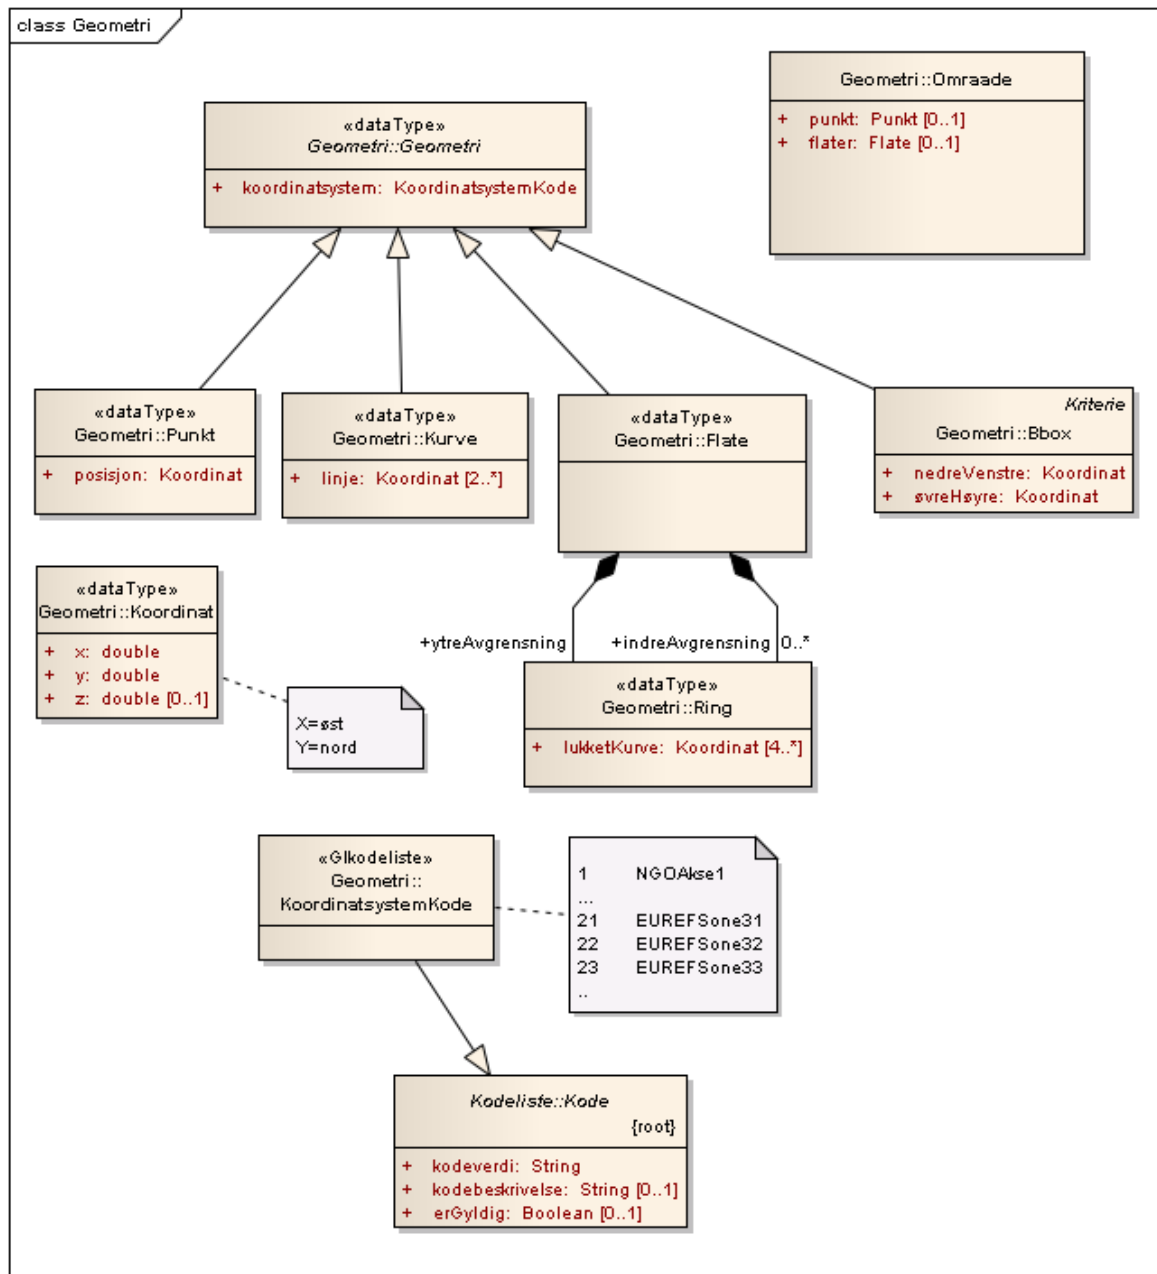 class Geometri
Geometri::Omraade
+ punkt: Punkt [0..1]
+ flater: Flate [0..1]
«dataType»
Geometri::Geometri
+ koordinatsystem: KoordinatsystemKode
«dataType»
Geometri::Punkt
+ posisjon: Koordinat
«dataType»
Geometri::Kurve
+ linje: Koordinat [2..*]
«dataType»
Geometri::Flate
Kriterie
Geometri::Bbox
+ nedreVenstre: Koordinat
+ øvreHøyre: Koordinat
«dataType»
Geometri::Koordinat
+ x: double
+ y: double
+ z: double [0..1]
X=øst
Y=nord
+ytreAvgrensning
+indreAvgrensning 0..*
«dataType»
Geometri::Ring
+ lukketKurve: Koordinat [4..*]
«GIkodeliste»
Geometri::
KoordinatsystemKode
1 NGOAkse1
...
21 EUREFSone31
22 EUREFSone32
23 EUREFSone33
..
Kodeliste::Kode
{root}
+ kodeverdi: String
+ kodebeskrivelse: String [0..1]
+ erGyldig: Boolean [0..1]